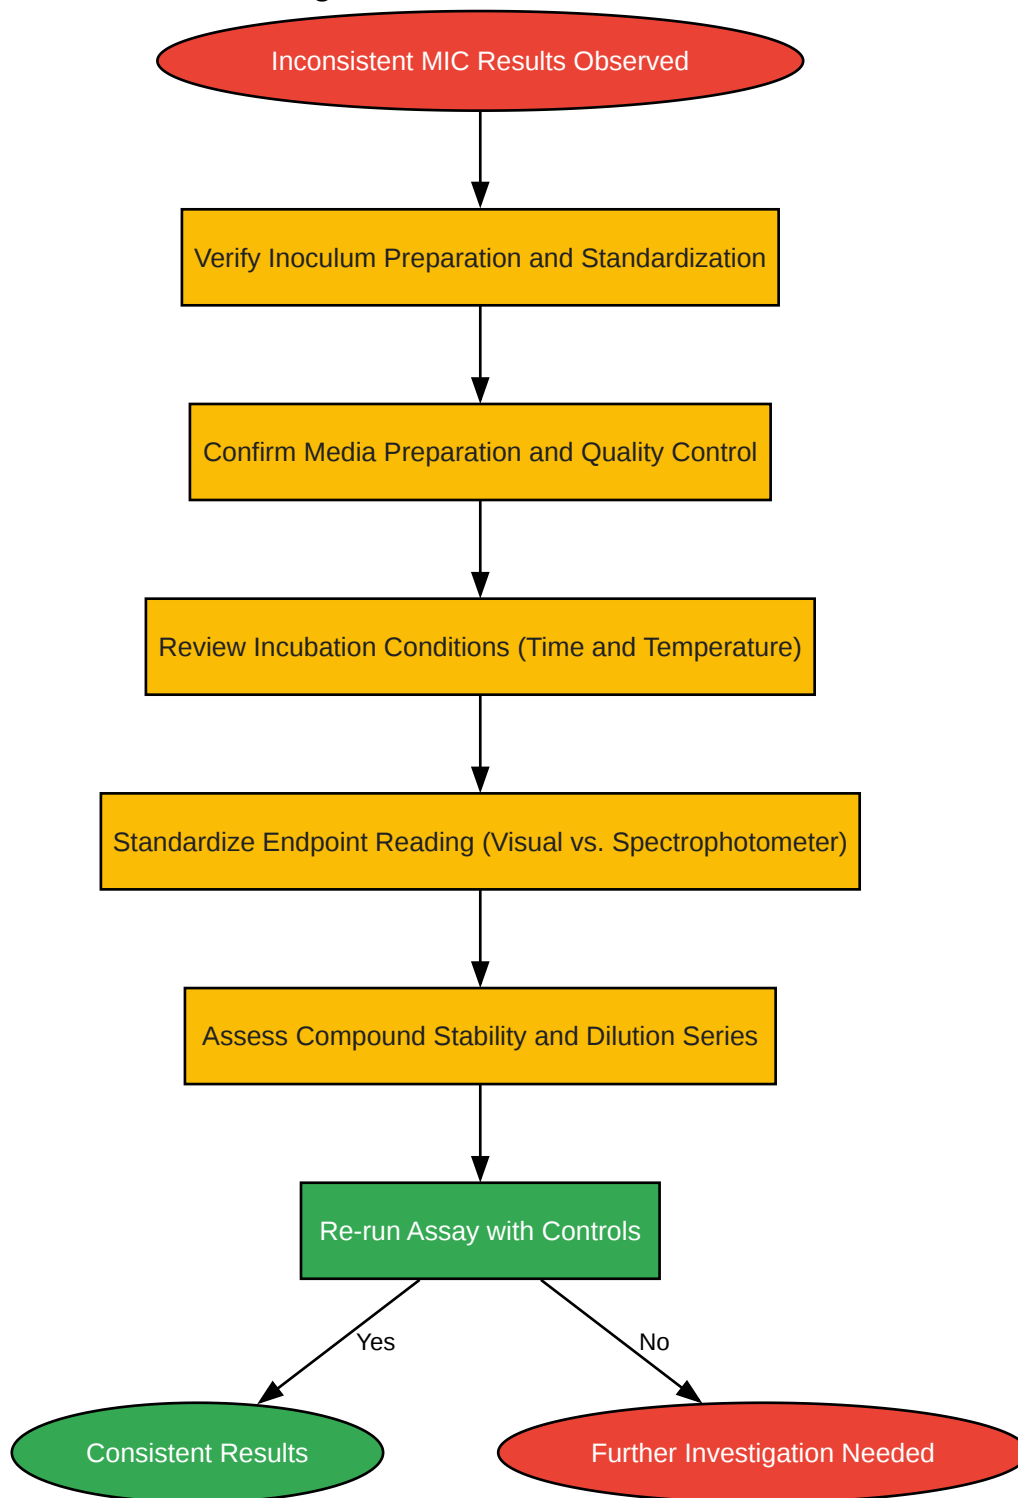 Inconsistent MIC Results Observed
Verify Inoculum Preparation and Standardization
Confirm Media Preparation and Quality Control
Review Incubation Conditions (Time and Temperature)
Standardize Endpoint Reading (Visual vs. Spectrophotometer)
Assess Compound Stability and Dilution Series
Re-run Assay with Controls
Yes
No
Consistent Results
Further Investigation Needed